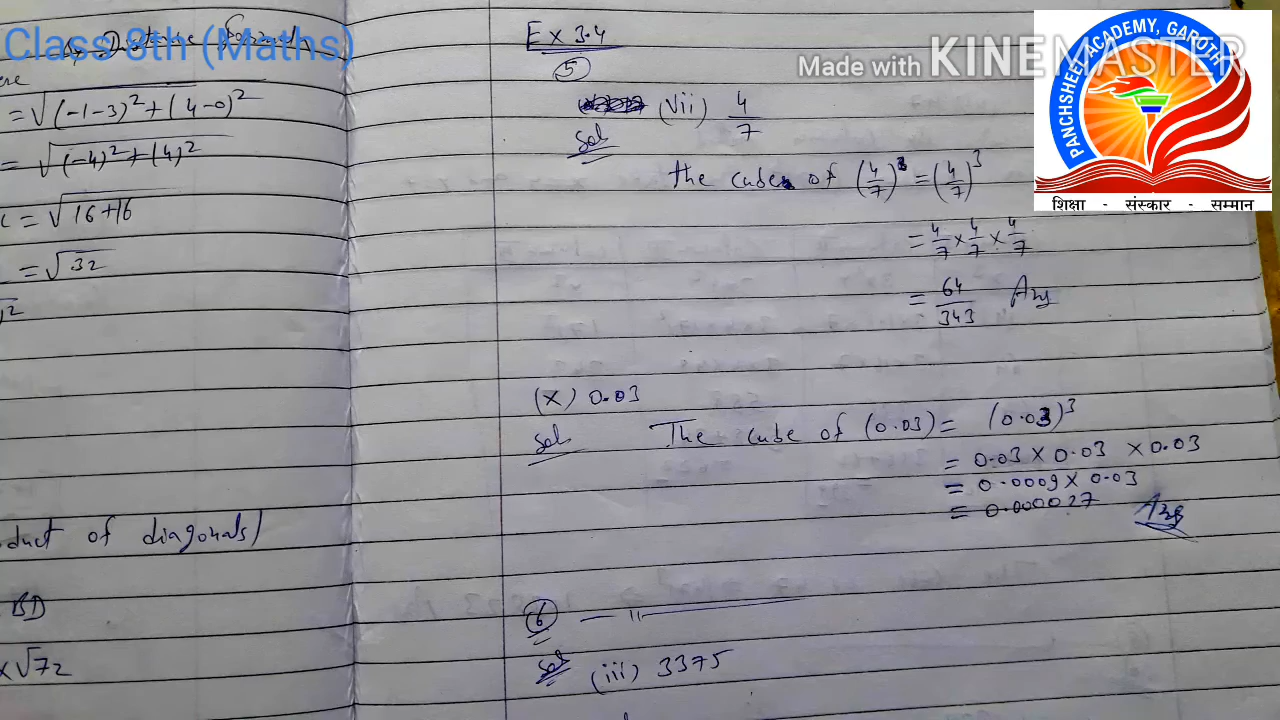 Class 8th (Maths)
= √(-1-3)² + (4-0)²
= √(-4)² + (4)²
= √16+16
= √32
duct of diagonals)
BD
×√72
Ex 3.4
5
(vii) 4/7
Sol
the cube of (4/7) = (4/7)³
= 4/7 × 4/7 × 4/7
= 64/343 Ans
(x) 0.03
Sol The cube of (0.03) = (0.03)³
= 0.03 × 0.03 × 0.03
= 0.0009 × 0.03
= 0.000027 Ans
6 — 11
Sol (iii) 3375
Made with KINEMASTER
PANCHSHEEL ACADEMY, GAROTH
शिक्षा - संस्कार - सम्मान